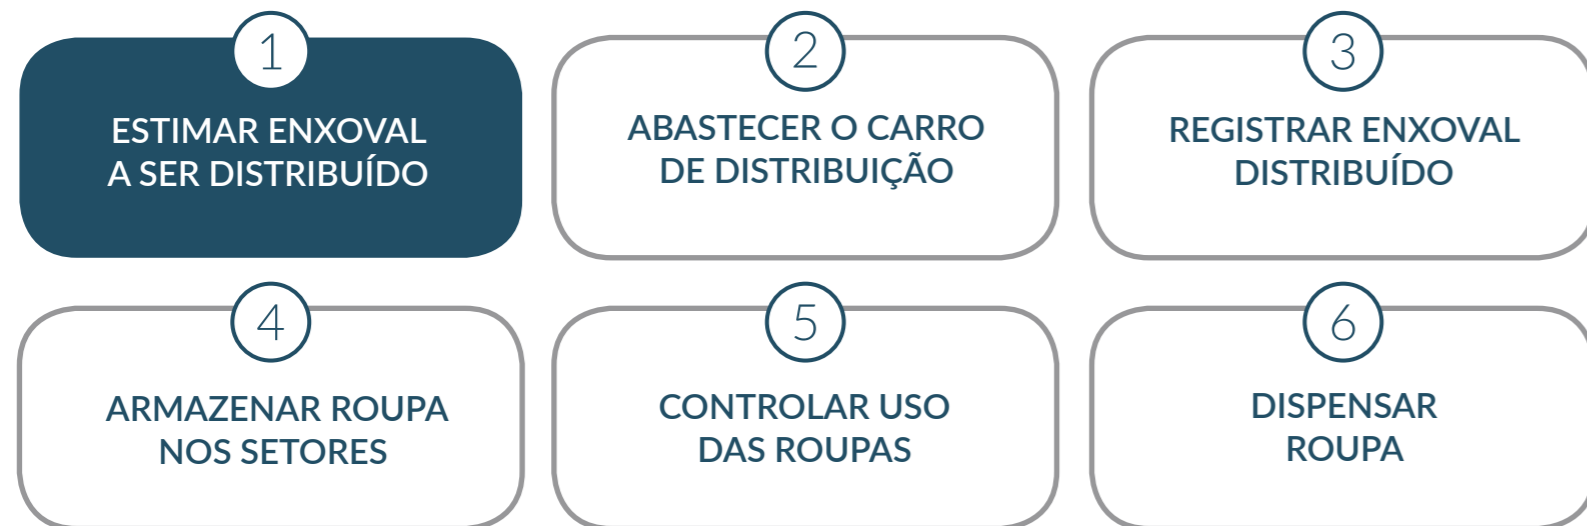 1
ESTIMAR ENXOVAL
A SER DISTRIBUÍDO
2
ABASTECER O CARRO
DE DISTRIBUIÇÃO
3
REGISTRAR ENXOVAL
DISTRIBUÍDO
4
ARMAZENAR ROUPA
NOS SETORES
5
CONTROLAR USO
DAS ROUPAS
6
DISPENSAR
ROUPA